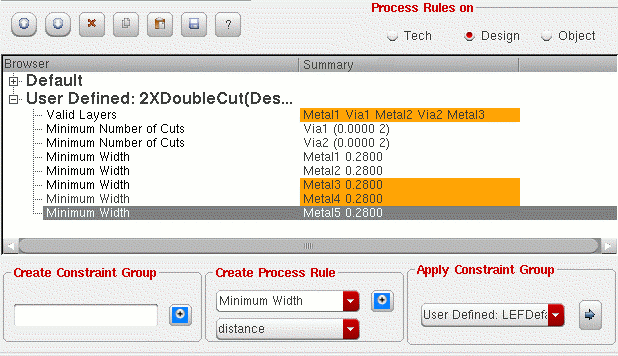 Process Rules on
?
Tech
Design
Object
Browser
Summary
Default
User Defined: 2XDoubleCut(Des...
Valid Layers
Metal1 Via1 Metal2 Via2 Metal3
Minimum Number of Cuts
Via1 (0.0000 2)
Minimum Number of Cuts
Via2 (0.0000 2)
Minimum Width
Metal1 0.2800
Minimum Width
Metal2 0.2800
Minimum Width
Metal3 0.2800
Minimum Width
Metal4 0.2800
Minimum Width
Metal5 0.2800
Create Constraint Group
Create Process Rule
Apply Constraint Group
Minimum Width
User Defined: LEFDefa
distance